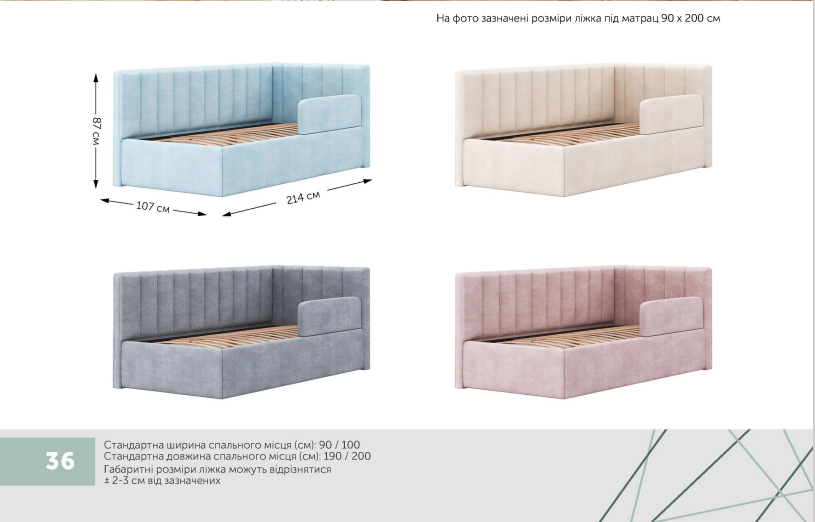 На фото зазначені розміри ліжка під матрац 90 х 200 см
87 см
107 см
214 см
36
Стандартна ширина спального місця (см): 90 / 100
Стандартна довжина спального місця (см): 190 / 200
Габаритні розміри ліжка можуть відрізнятися
± 2-3 см від зазначених